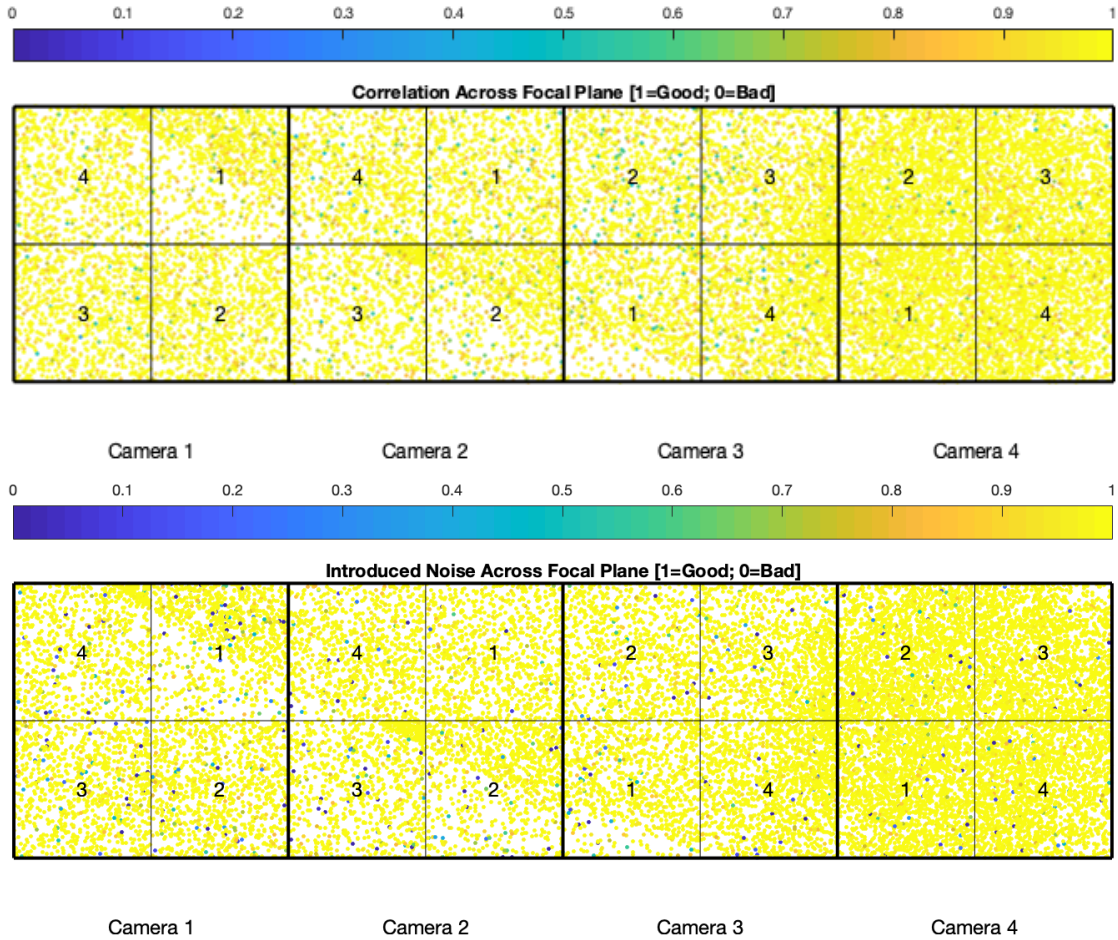 0 0.1 0.2 0.3 0.4 0.5 0.6 0.7 0.8 0.9 1
Correlation Across Focal Plane [1=Good; 0=Bad]
4 1 4 1 2 3 2 3
3 2 3 2 1 4 1 4
Camera 1 Camera 2 Camera 3 Camera 4
0 0.1 0.2 0.3 0.4 0.5 0.6 0.7 0.8 0.9 1
Introduced Noise Across Focal Plane [1=Good; 0=Bad]
4 1 4 1 2 3 2 3
3 2 3 2 1 4 1 4
Camera 1 Camera 2 Camera 3 Camera 4